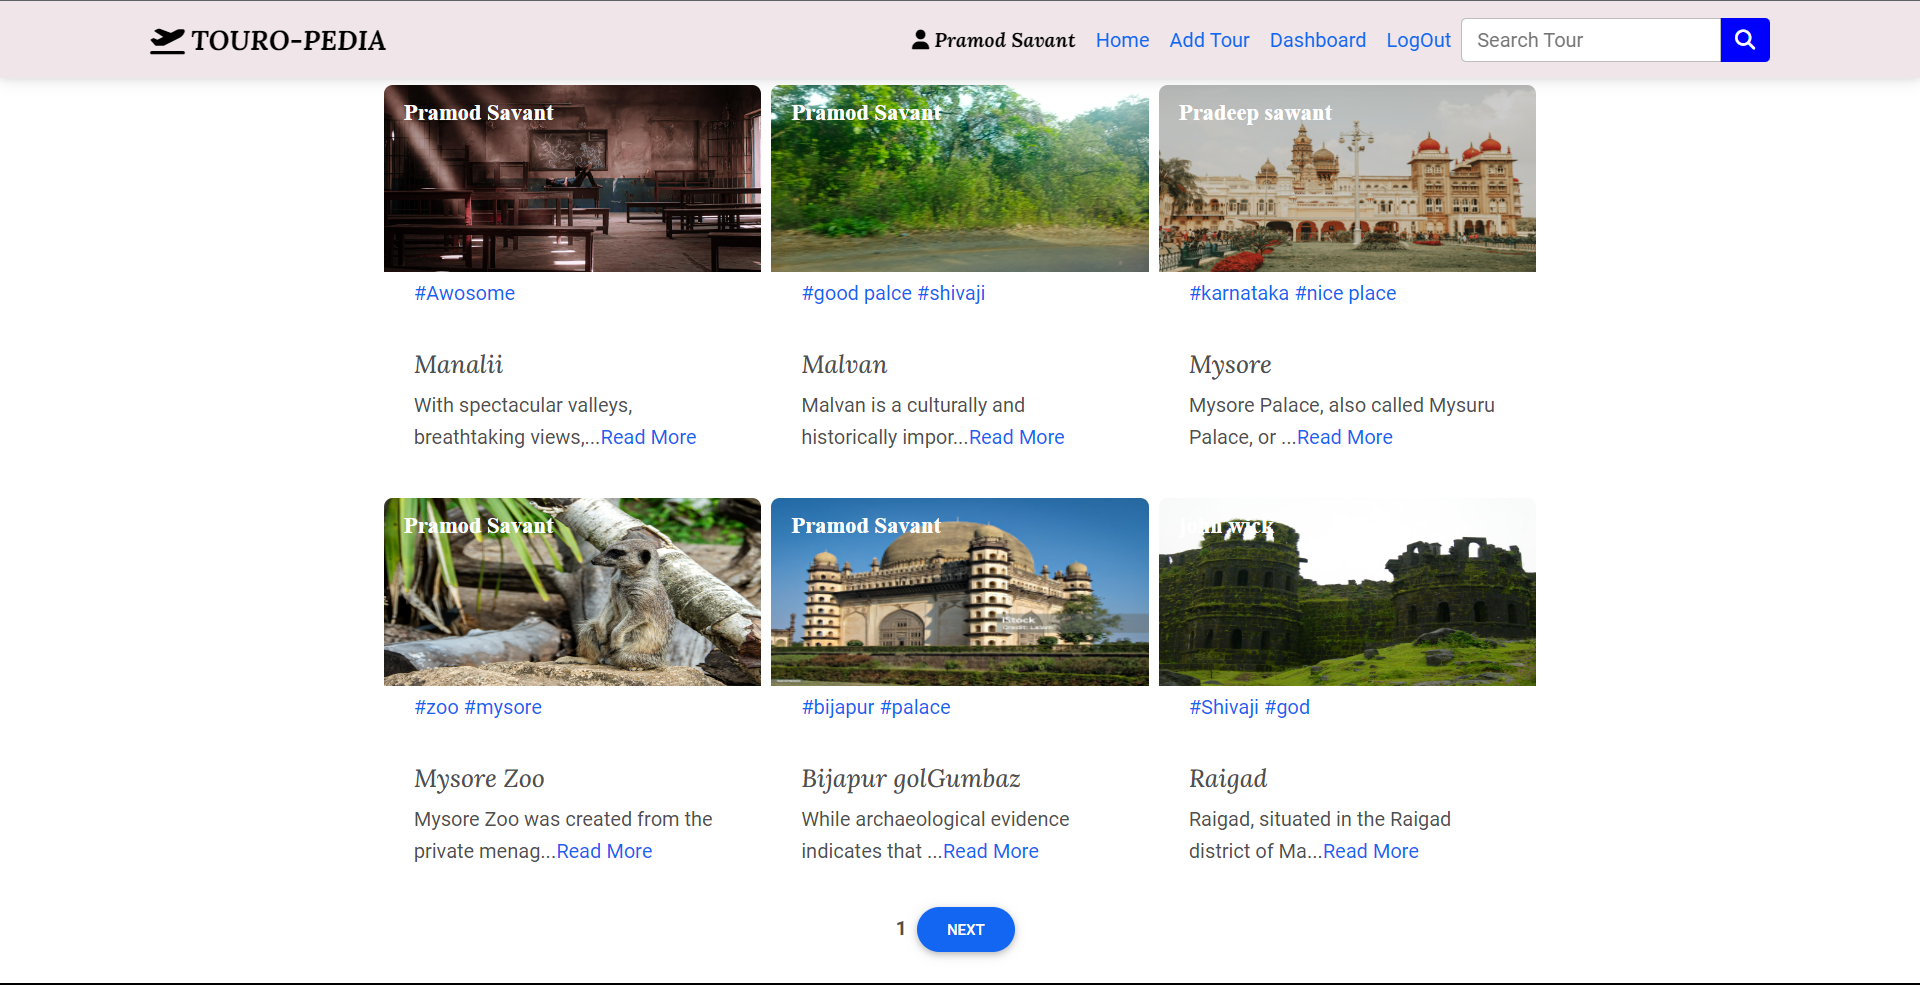 TOURO-PEDIA
Pramod Savant Home Add Tour Dashboard LogOut Search Tour
Pramod Savant
#Awosome
Manalii
With spectacular valleys,
breathtaking views,...Read More
Pramod Savant
#good palce #shivaji
Malvan
Malvan is a culturally and
historically impor...Read More
Pradeep sawant
#karnataka #nice place
Mysore
Mysore Palace, also called Mysuru
Palace, or ...Read More
Pramod Savant
#zoo #mysore
Mysore Zoo
Mysore Zoo was created from the
private menag...Read More
Pramod Savant
iStock
#bijapur #palace
Bijapur golGumbaz
While archaeological evidence
indicates that ...Read More
wick
#Shivaji #god
Raigad
Raigad, situated in the Raigad
district of Ma...Read More
1 NEXT